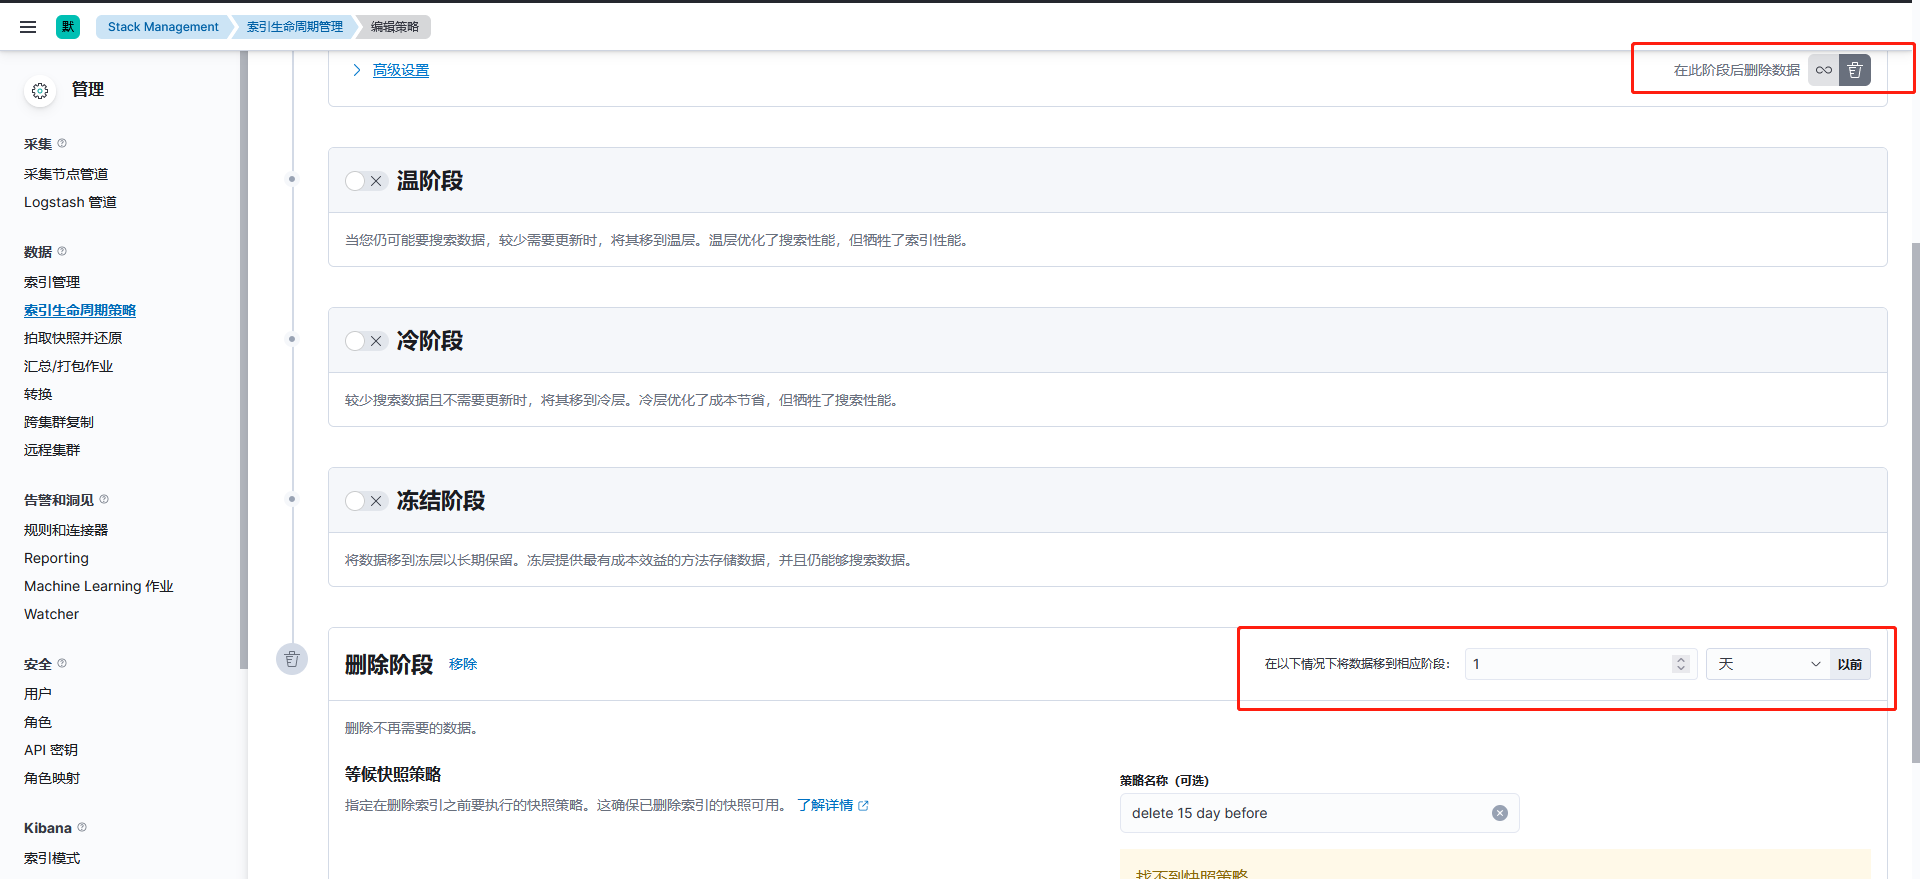 默
Stack Management
索引生命周期管理
编辑策略
管理
采集
采集节点管道
Logstash 管道
数据
索引管理
索引生命周期策略
拍取快照并还原
汇总/打包作业
转换
跨集群复制
远程集群
告警和洞见
规则和连接器
Reporting
Machine Learning 作业
Watcher
安全
用户
角色
API 密钥
角色映射
Kibana
索引模式
高级设置
在此阶段后删除数据
温阶段
当您仍可能要搜索数据，较少需要更新时，将其移到温层。温层优化了搜索性能，但牺牲了索引性能。
冷阶段
较少搜索数据且不需要更新时，将其移到冷层。冷层优化了成本节省，但牺牲了搜索性能。
冻结阶段
将数据移到冻层以长期保留。冻层提供最有成本效益的方法存储数据，并且仍能够搜索数据。
删除阶段 移除
在以下情况下将数据移到相应阶段： 1 天 以前
删除不再需要的数据。
等候快照策略
指定在删除索引之前要执行的快照策略。这确保已删除索引的快照可用。 了解详情
策略名称（可选）
delete 15 day before
找不到快照策略